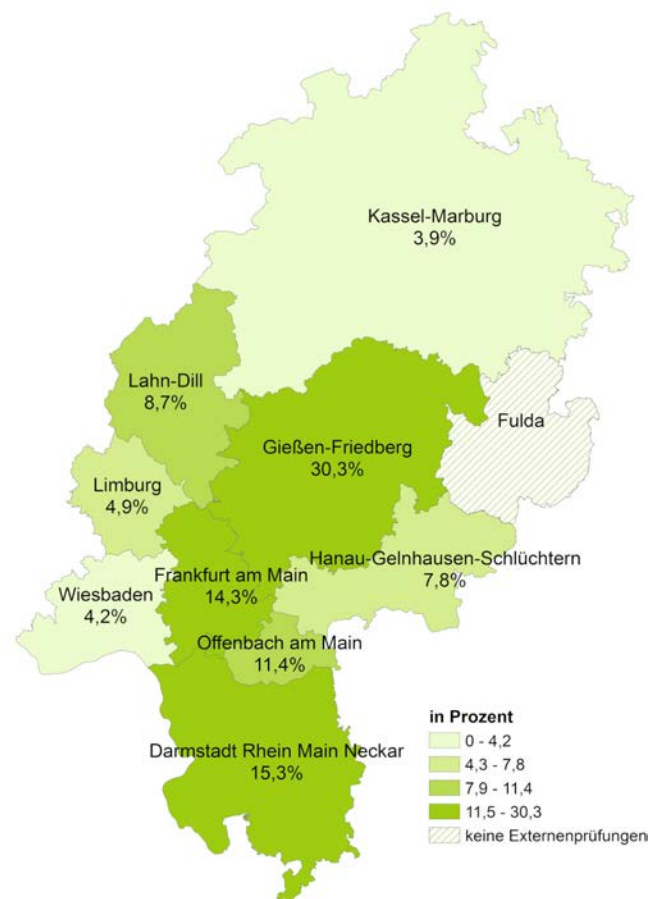 Kassel-Marburg
3,9%
Lahn-Dill
8,7%
Fulda
Gießen-Friedberg
30,3%
Limburg
4,9%
Hanau-Gelnhausen-Schlüchtern
7,8%
Frankfurt am Main
14,3%
Wiesbaden
4,2%
Offenbach am Main
11,4%
Darmstadt Rhein Main Neckar
15,3%
in Prozent
0 - 4,2
4,3 - 7,8
7,9 - 11,4
11,5 - 30,3
keine Externenprüfungen